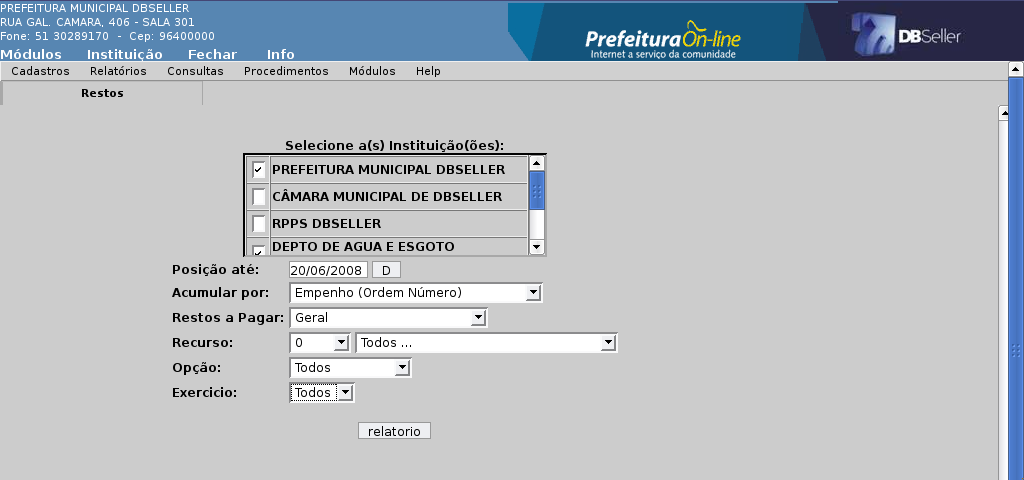 PREFEITURA MUNICIPAL DBSELLER
RUA GAL. CAMARA, 406 - SALA 301
Fone: 51 30289170 - Cep: 96400000
Prefeitura On-line
Internet a serviço da comunidade
DBSeller
Módulos Instituição Fechar Info
Cadastros Relatórios Consultas Procedimentos Módulos Help
Restos
Selecione a(s) Instituição(ões):
PREFEITURA MUNICIPAL DBSELLER
CÂMARA MUNICIPAL DE DBSELLER
RPPS DBSELLER
DEPTO DE AGUA E ESGOTO
Posição até: 20/06/2008 D
Acumular por: Empenho (Ordem Número)
Restos a Pagar: Geral
Recurso: 0 Todos ...
Opção: Todos
Exercicio: Todos
relatorio